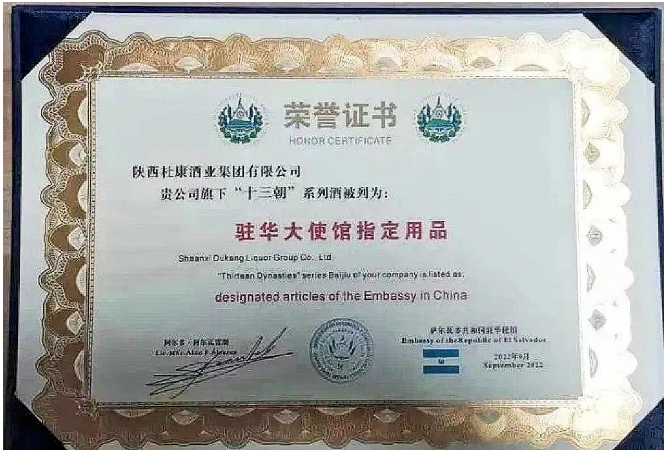 荣誉证书
HONOR CERTIFICATE
陕西杜康酒业集团有限公司
贵公司旗下“十三朝”系列酒被列为：
驻华大使馆指定用品
Shaanxi Dukang Liquor Group Co., Ltd
"Thirteen Dynasties" series Baijiu of your company is listed as:
designated articles of the Embassy in China
萨尔瓦多共和国驻华使馆
Embassy of the Republic of El Salvador
2022年9月
September 2022